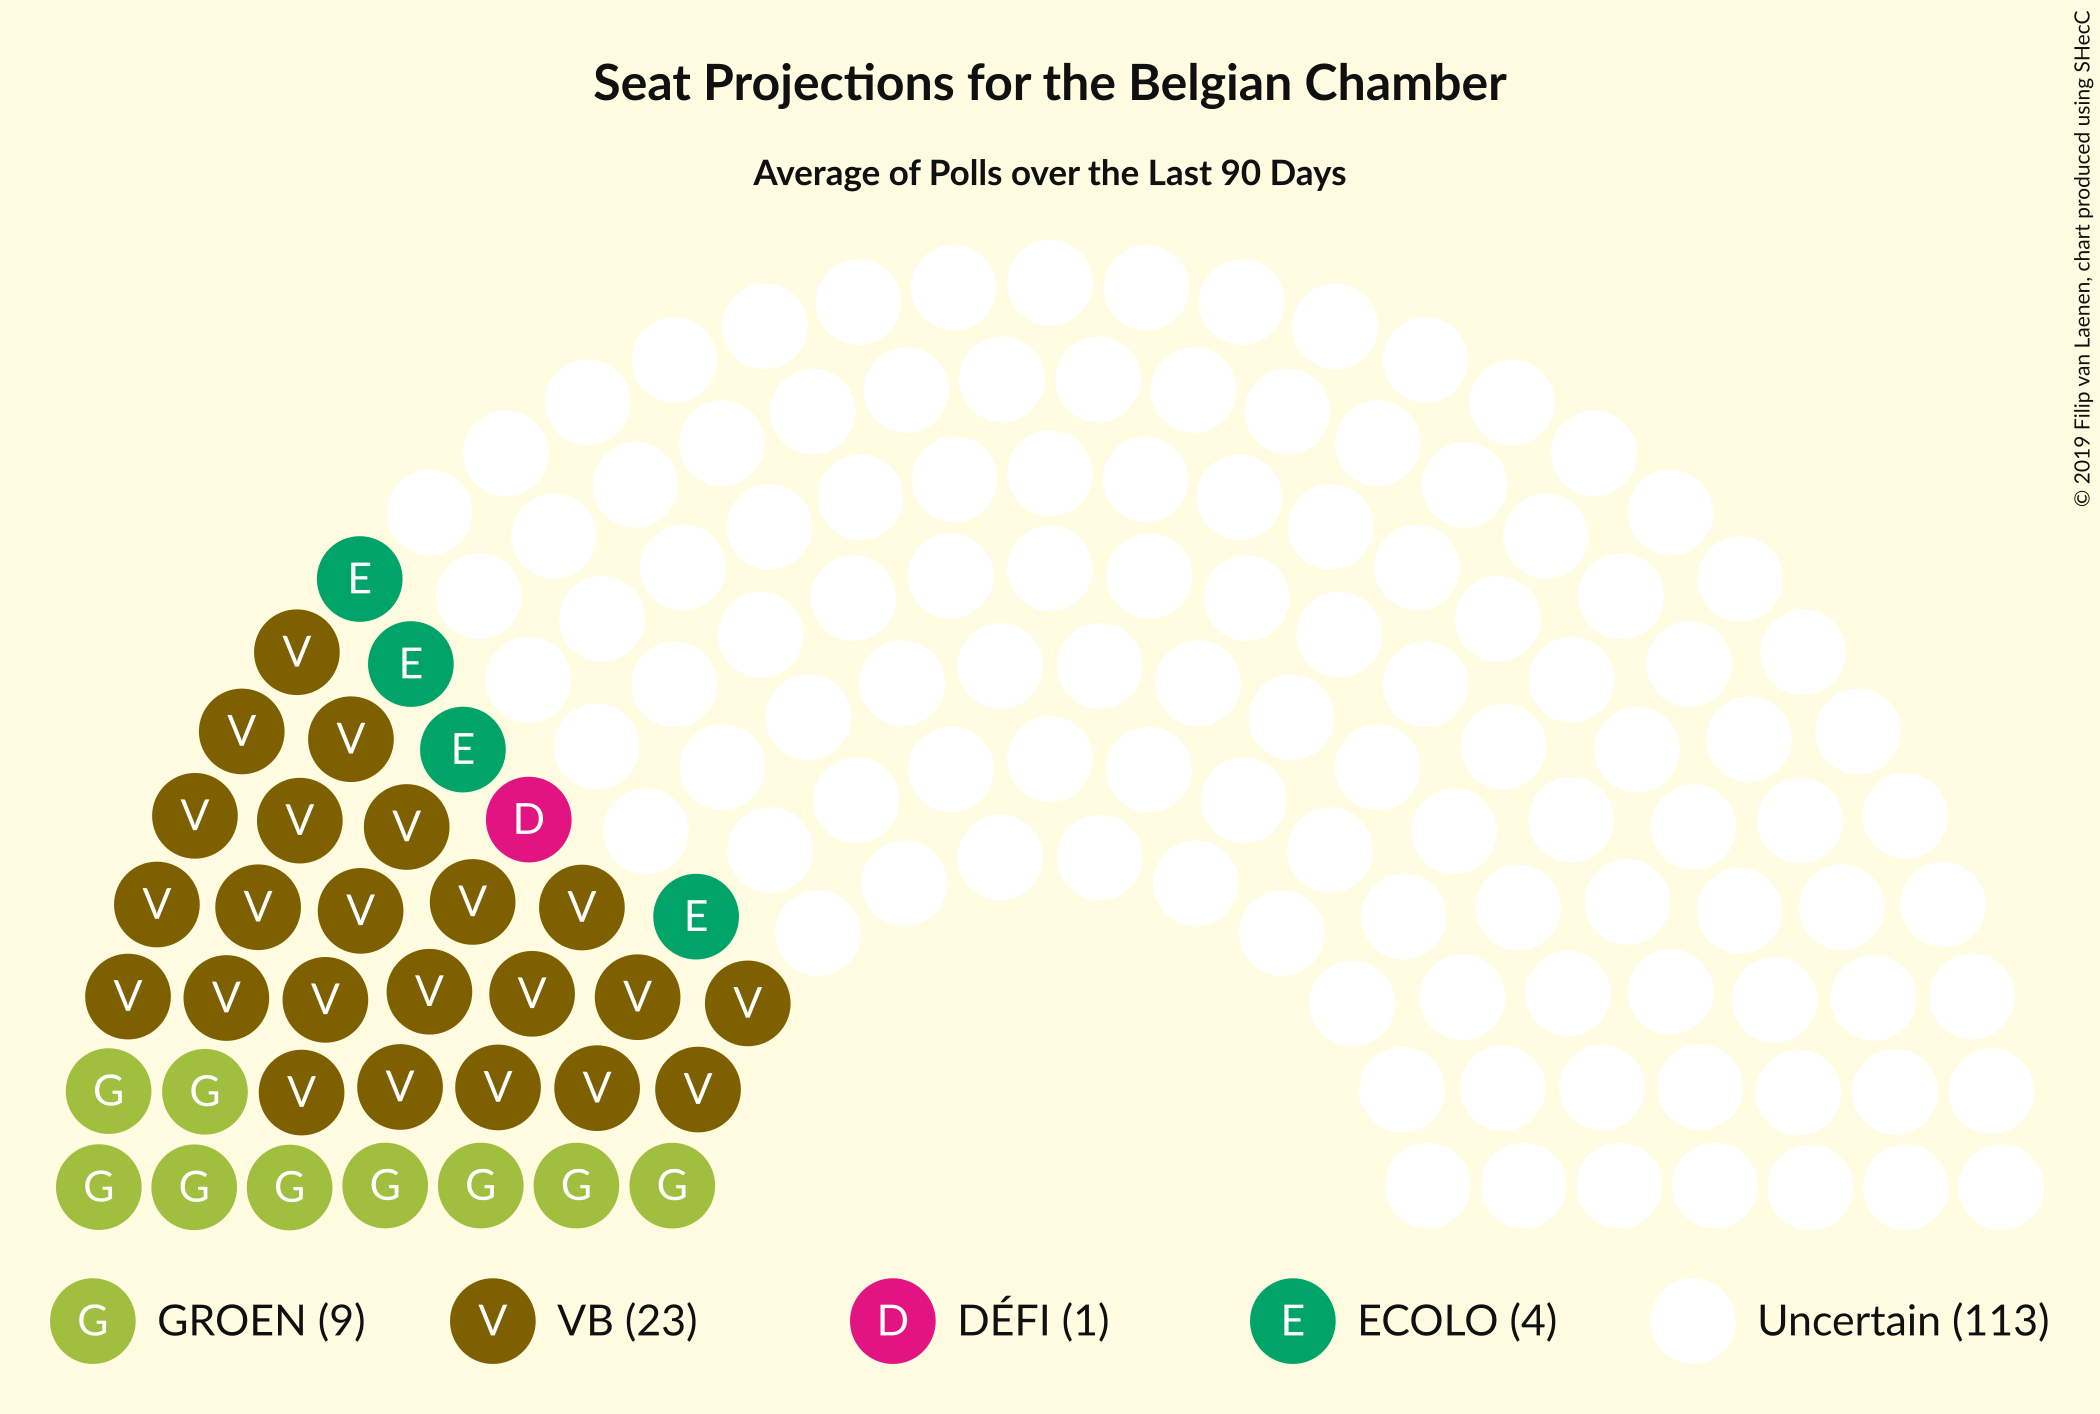 Seat Projections for the Belgian Chamber
Average of Polls over the Last 90 Days
© 2019 Filip van Laenen, chart produced using SHecC
E
V E
V V E
V V V D
V V V V V E
V V V V V V V
G G V V V V V
G G G G G G G
G GROEN (9) V VB (23) D DÉFI (1) E ECOLO (4) Uncertain (113)